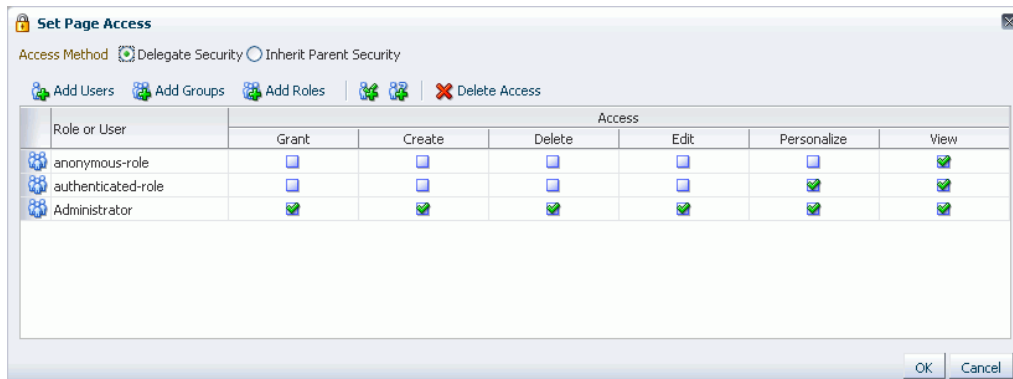 Set Page Access
Access Method Delegate Security Inherit Parent Security
Add Users Add Groups Add Roles Delete Access
Role or User Access
Grant Create Delete Edit Personalize View
anonymous-role
authenticated-role
Administrator
OK Cancel